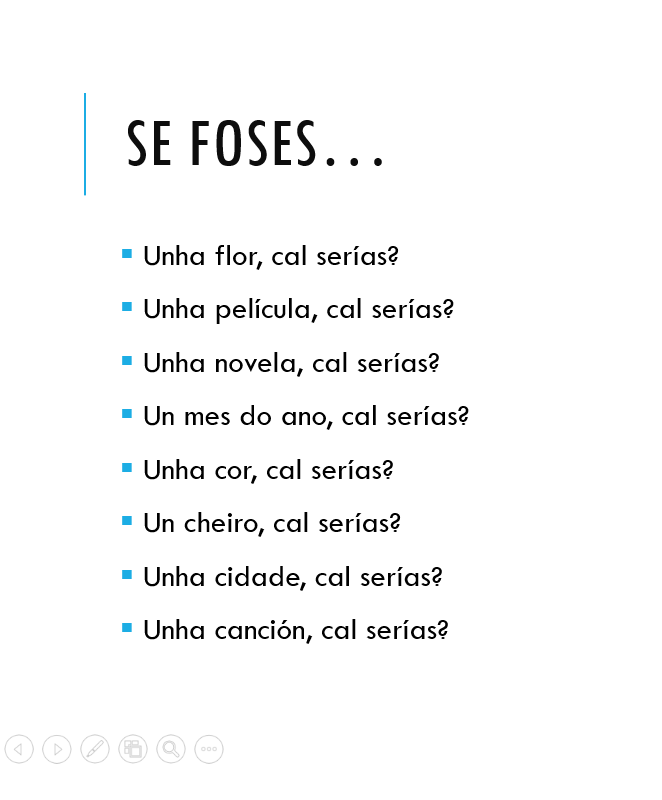 SE FOSES...
Unha flor, cal serías?
Unha película, cal serías?
Unha novela, cal serías?
Un mes do ano, cal serías?
Unha cor, cal serías?
Un cheiro, cal serías?
Unha cidade, cal serías?
Unha canción, cal serías?